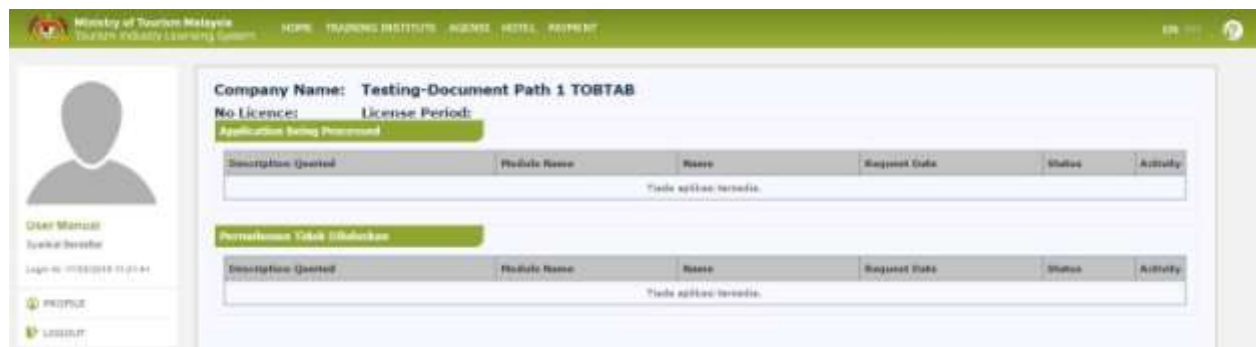 Ministry of Tourism Malaysia
Tourism Industry Learning System
HOME TRAINING INSTITUTE AGENSI HOTEL PAYMENT
EN
Company Name: Testing-Document Path 1 TOBTAB
No Licence: License Period:
Application Being Processed
Description Queried Module Name Name Request Date Status Activity
Tiada aplikasi tersedia.
User Manual
Permohonan Tidak Diluluskan
Description Queried Module Name Name Request Date Status Activity
Tiada aplikasi tersedia.
PROFILE
LOGOUT